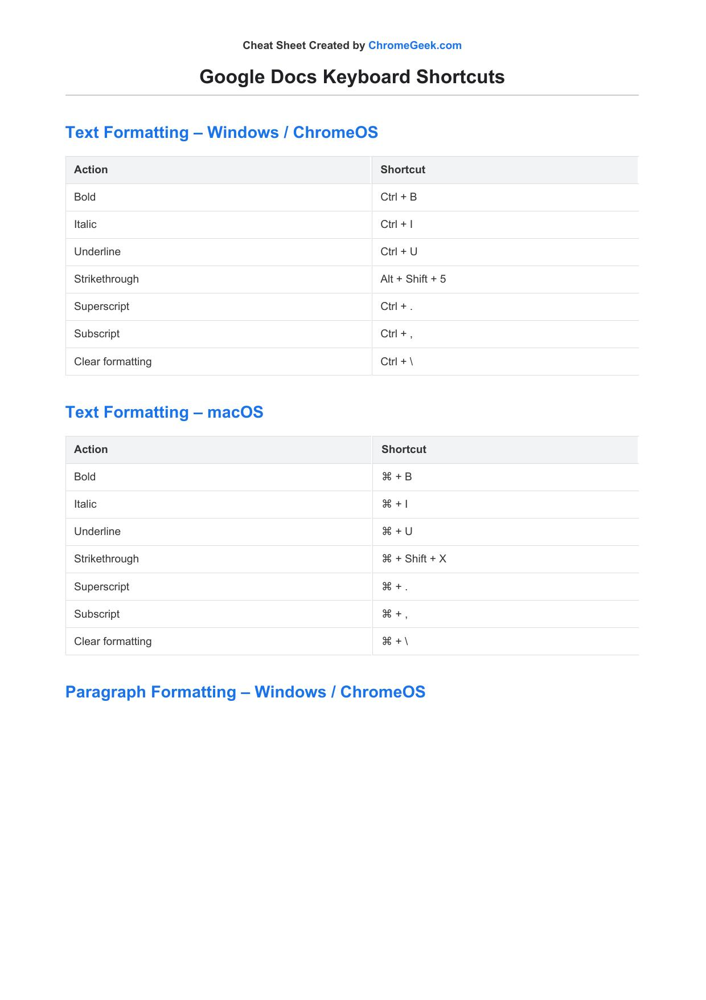 Cheat Sheet Created by ChromeGeek.com
Google Docs Keyboard Shortcuts
Text Formatting – Windows / ChromeOS
Action Shortcut
Bold Ctrl + B
Italic Ctrl + I
Underline Ctrl + U
Strikethrough Alt + Shift + 5
Superscript Ctrl + .
Subscript Ctrl + ,
Clear formatting Ctrl + \
Text Formatting – macOS
Action Shortcut
Bold ⌘ + B
Italic ⌘ + I
Underline ⌘ + U
Strikethrough ⌘ + Shift + X
Superscript ⌘ + .
Subscript ⌘ + ,
Clear formatting ⌘ + \
Paragraph Formatting – Windows / ChromeOS